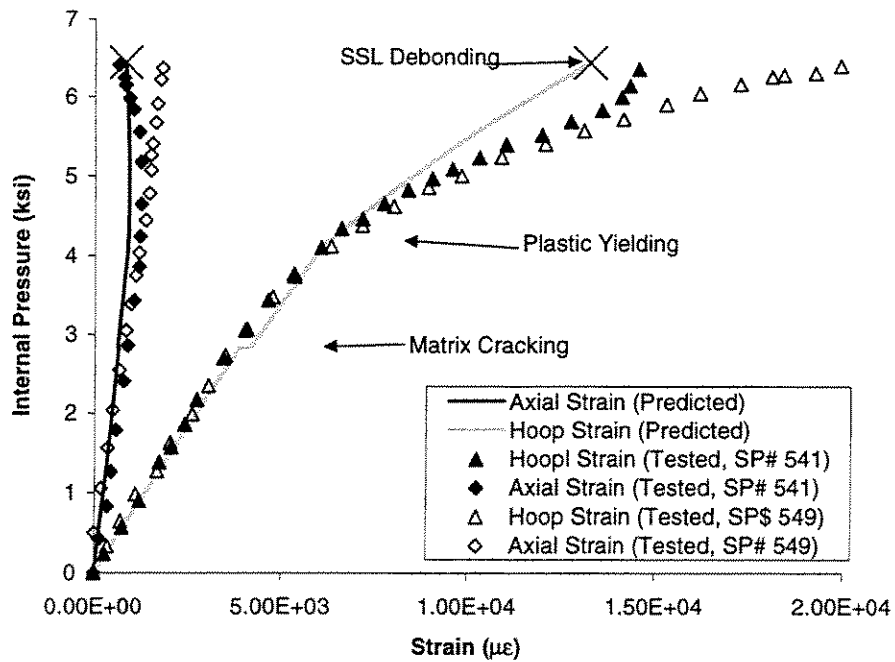 7
6
5
4
3
2
1
0
Internal Pressure (ksi)
SSL Debonding
Plastic Yielding
Matrix Cracking
Axial Strain (Predicted)
Hoop Strain (Predicted)
Hoopl Strain (Tested, SP# 541)
Axial Strain (Tested, SP# 541)
Hoop Strain (Tested, SP$ 549)
Axial Strain (Tested, SP# 549)
0.00E+00 5.00E+03 1.00E+04 1.50E+04 2.00E+04
Strain (με)